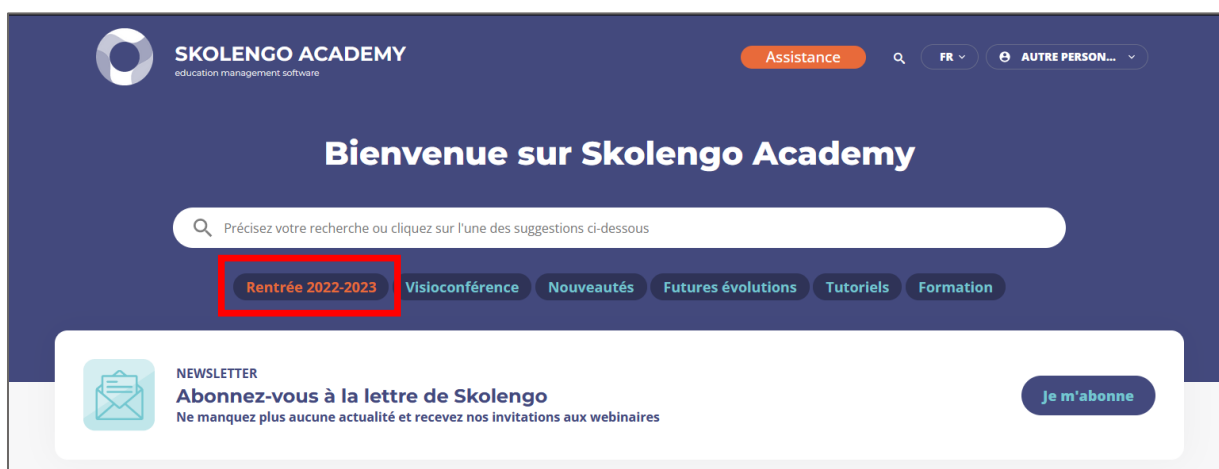 SKOLENGO ACADEMY
education management software
Assistance
FR
AUTRE PERSON...
Bienvenue sur Skolengo Academy
Précisez votre recherche ou cliquez sur l'une des suggestions ci-dessous
Rentrée 2022-2023 Visioconférence Nouveautés Futures évolutions Tutoriels Formation
NEWSLETTER
Abonnez-vous à la lettre de Skolengo
Ne manquez plus aucune actualité et recevez nos invitations aux webinaires
Je m'abonne